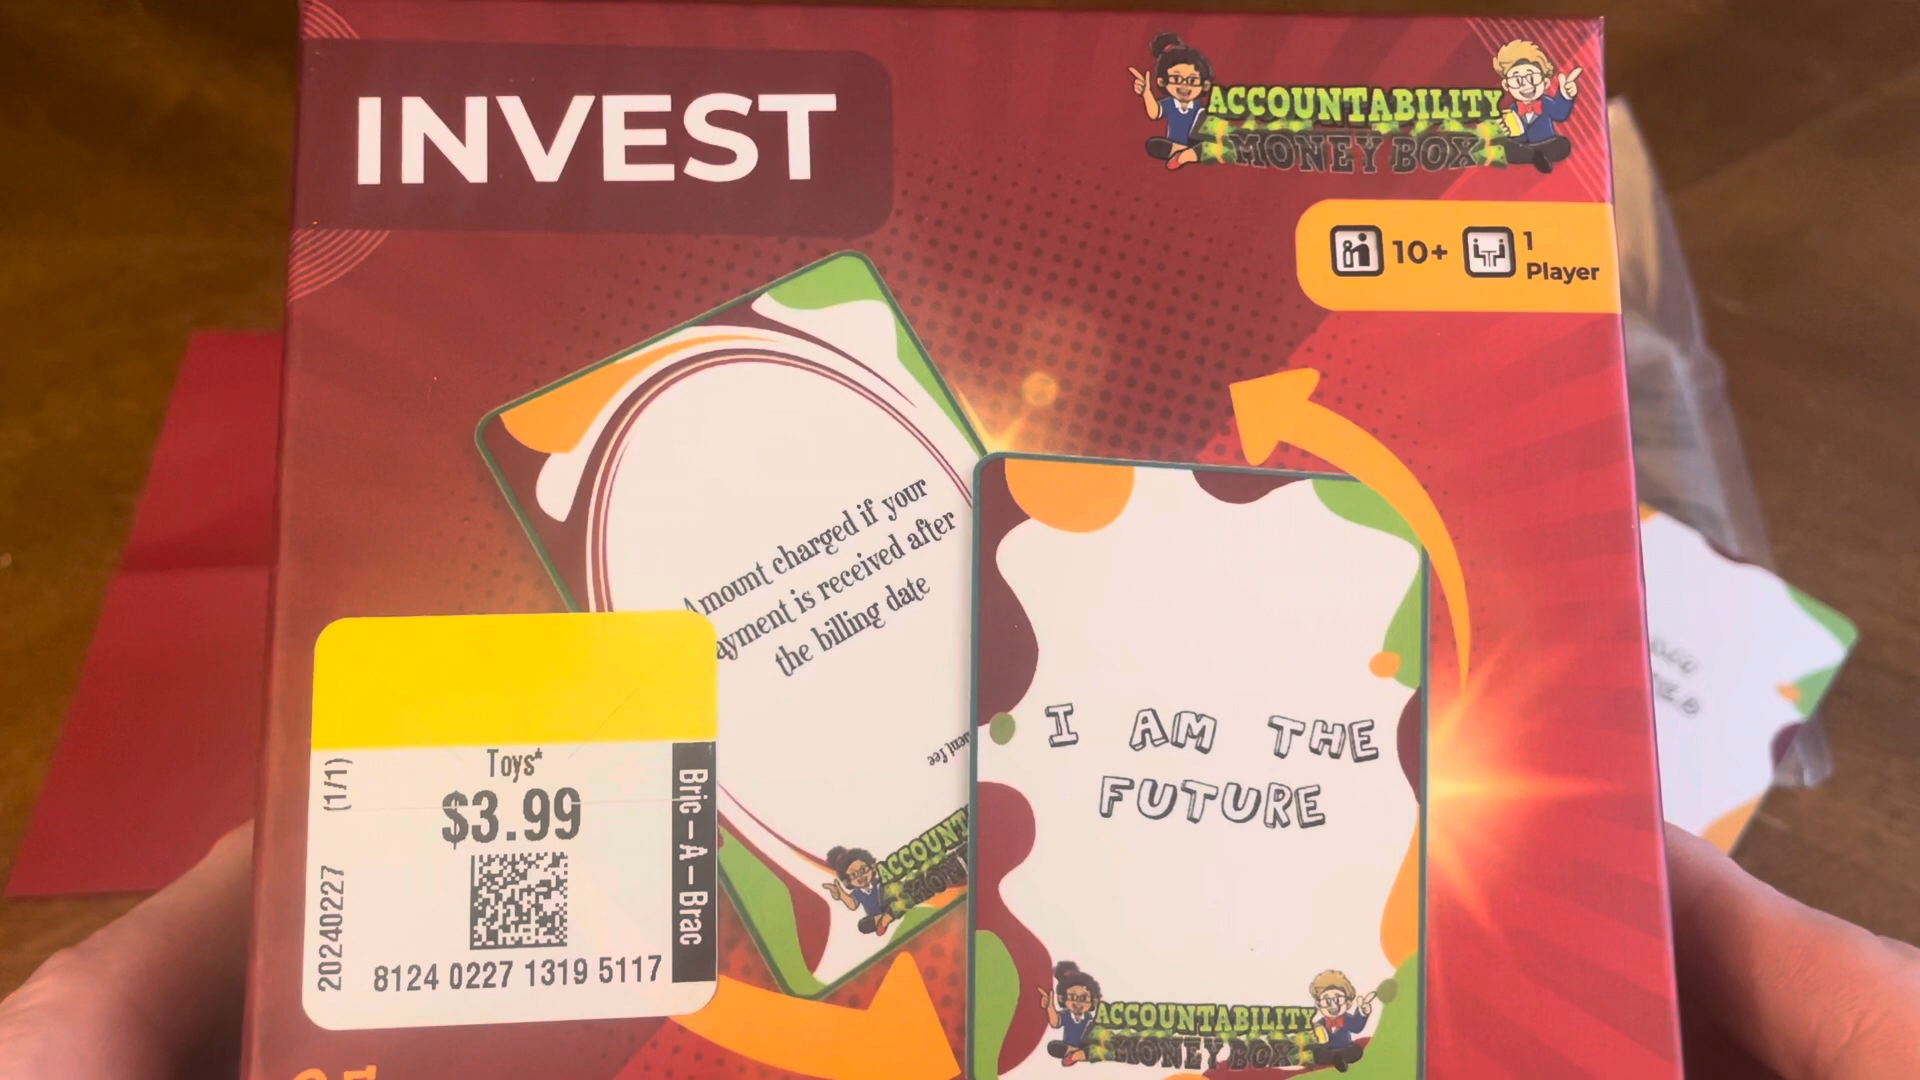 INVEST
ACCOUNTABILITY
MONEY BOX
10+
1
Player
Amount charged if your
ayment is received after
the billing date
I AM THE
FUTURE
ACCOUNTABILITY
MONEY BOX
Toys*
$3.99
(1/1)
20240227
8124 0227 1319 5117
Bric-A-Brac